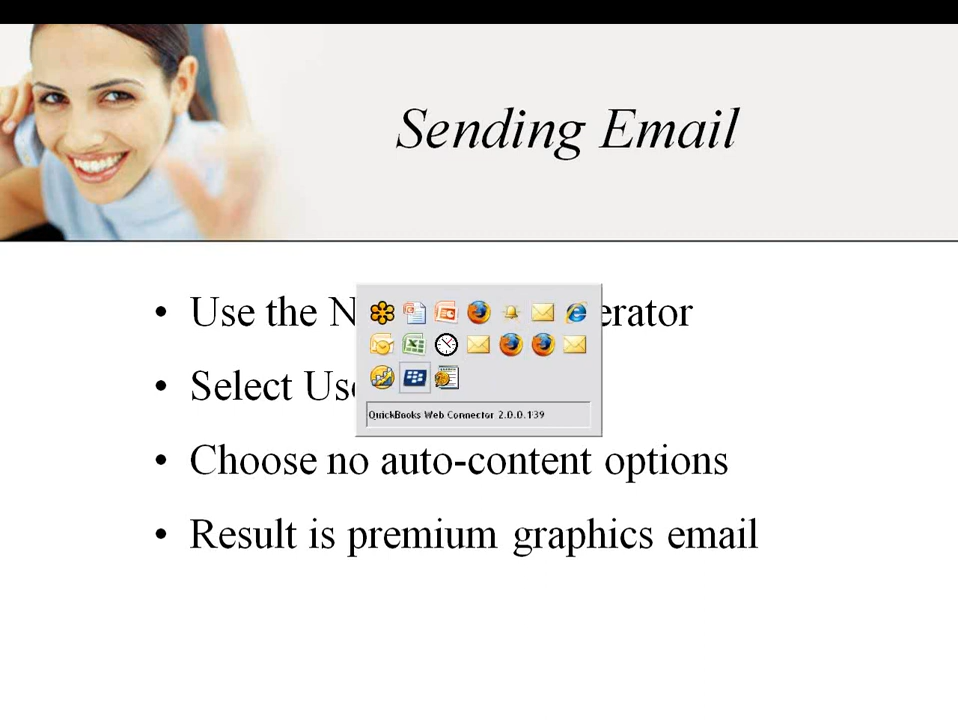 Sending Email
• Use the N erator
• Select Us
QuickBooks Web Connector 2.0.0.139
• Choose no auto-content options
• Result is premium graphics email